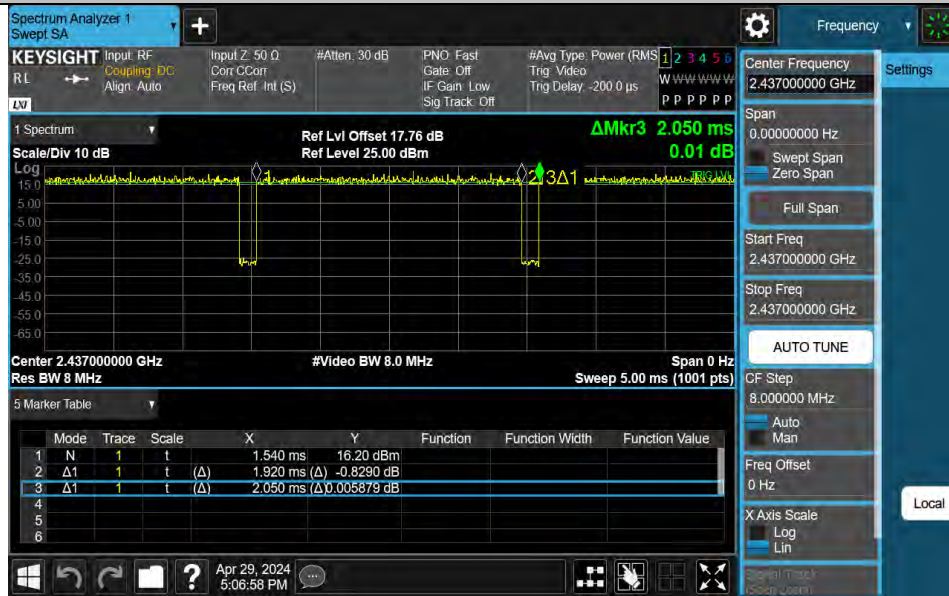 Spectrum Analyzer 1
Swept SA
+
Frequency
KEYSIGHT
RL
LXI
Input: RF
Coupling: DC
Align: Auto
Input Z: 50 Ω
Corr CCorr
Freq Ref: Int (S)
#Atten: 30 dB
PNO: Fast
Gate: Off
IF Gain: Low
Sig Track: Off
#Avg Type: Power (RMS
Trig: Video
Trig Delay: -200.0 µs
1 2 3 4 5 6
W W W W W W
P P P P P P
1 Spectrum
Scale/Div 10 dB
Ref Lvl Offset 17.76 dB
Ref Level 25.00 dBm
ΔMkr3 2.050 ms
0.01 dB
Log
15.0
5.00
-5.00
-15.0
-25.0
-35.0
-45.0
-55.0
-65.0
1
3Δ1
TRIG LVL
Center 2.437000000 GHz
#Video BW 8.0 MHz
Span 0 Hz
Res BW 8 MHz
Sweep 5.00 ms (1001 pts)
5 Marker Table
Mode Trace Scale X Y Function Function Width Function Value
1 N 1 t 1.540 ms 16.20 dBm
2 Δ1 1 t (Δ) 1.920 ms (Δ) -0.8290 dB
3 Δ1 1 t (Δ) 2.050 ms (Δ)0.005879 dB
4
5
6
?
Apr 29, 2024
5:06:58 PM
Center Frequency
2.437000000 GHz
Span
0.00000000 Hz
Swept Span
Zero Span
Full Span
Start Freq
2.437000000 GHz
Stop Freq
2.437000000 GHz
AUTO TUNE
CF Step
8.000000 MHz
Auto
Man
Freq Offset
0 Hz
X Axis Scale
Log
Lin
Signal Track
(Span Zoom)
Settings
Local